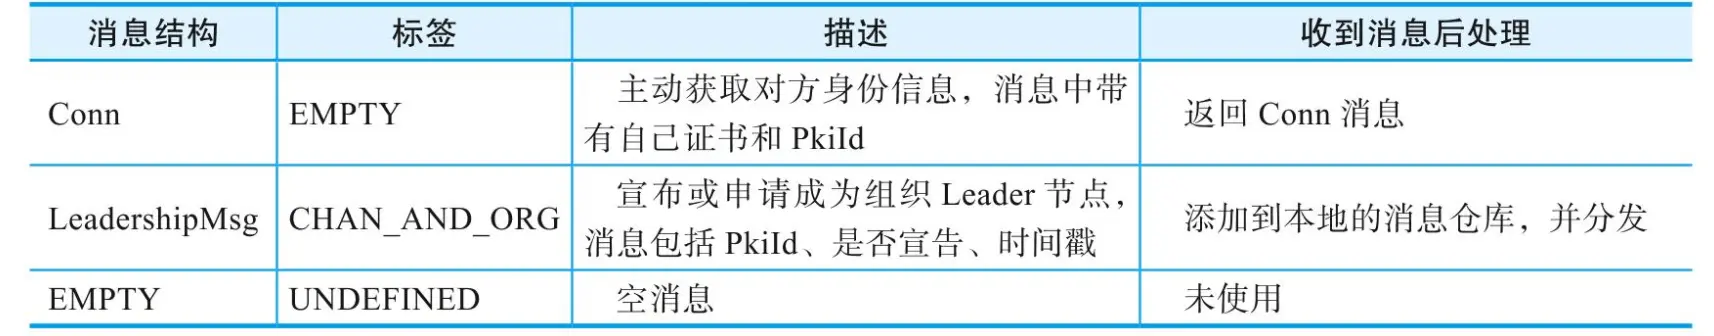 消息结构 标签 描述 收到消息后处理
Conn EMPTY 主动获取对方身份信息，消息中带
有自己证书和 PkiId 返回 Conn 消息
LeadershipMsg CHAN_AND_ORG 宣布或申请成为组织 Leader 节点，
消息包括 PkiId、是否宣告、时间戳 添加到本地的消息仓库，并分发
EMPTY UNDEFINED 空消息 未使用